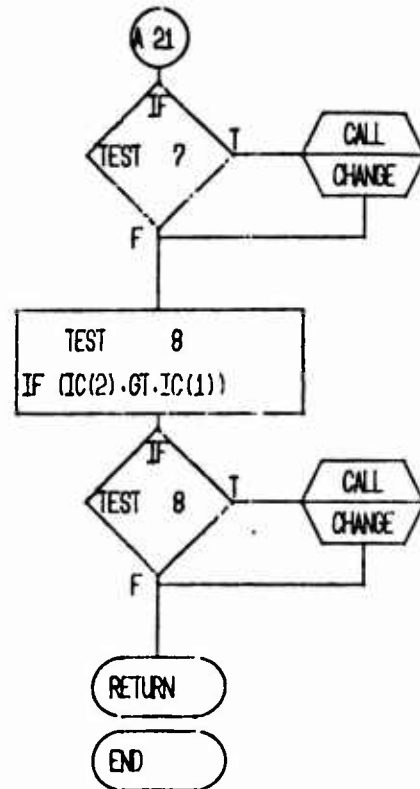 A 21
IF
TEST 7
T
CALL
CHANGE
F
TEST 8
IF (IC(2).GT.IC(1))
IF
TEST 8
T
CALL
CHANGE
F
RETURN
END